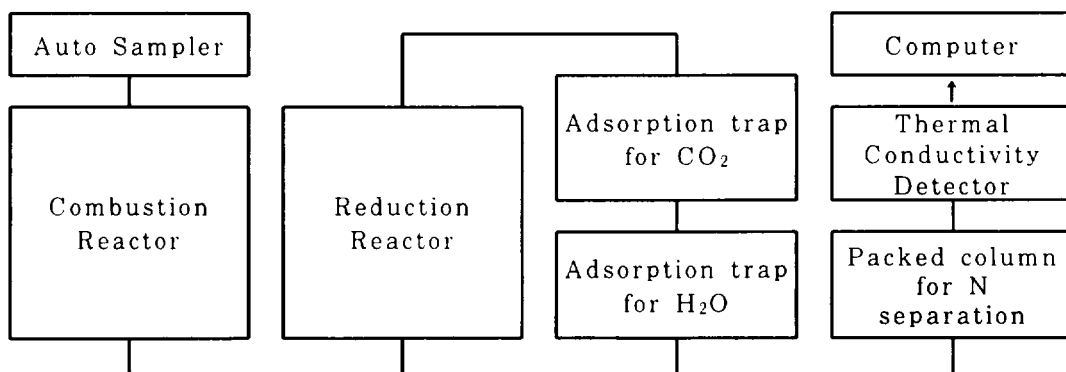 Auto Sampler
Combustion
Reactor
Reduction
Reactor
Adsorption trap
for CO₂
Adsorption trap
for H₂O
Computer
Thermal
Conductivity
Detector
Packed column
for N
separation